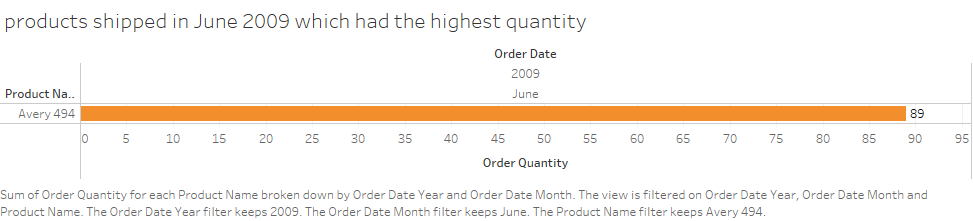 products shipped in June 2009 which had the highest quantity
Order Date
2009
Product Na.. June
Avery 494 89
0 5 10 15 20 25 30 35 40 45 50 55 60 65 70 75 80 85 90 95
Order Quantity
Sum of Order Quantity for each Product Name broken down by Order Date Year and Order Date Month. The view is filtered on Order Date Year, Order Date Month and
Product Name. The Order Date Year filter keeps 2009. The Order Date Month filter keeps June. The Product Name filter keeps Avery 494.